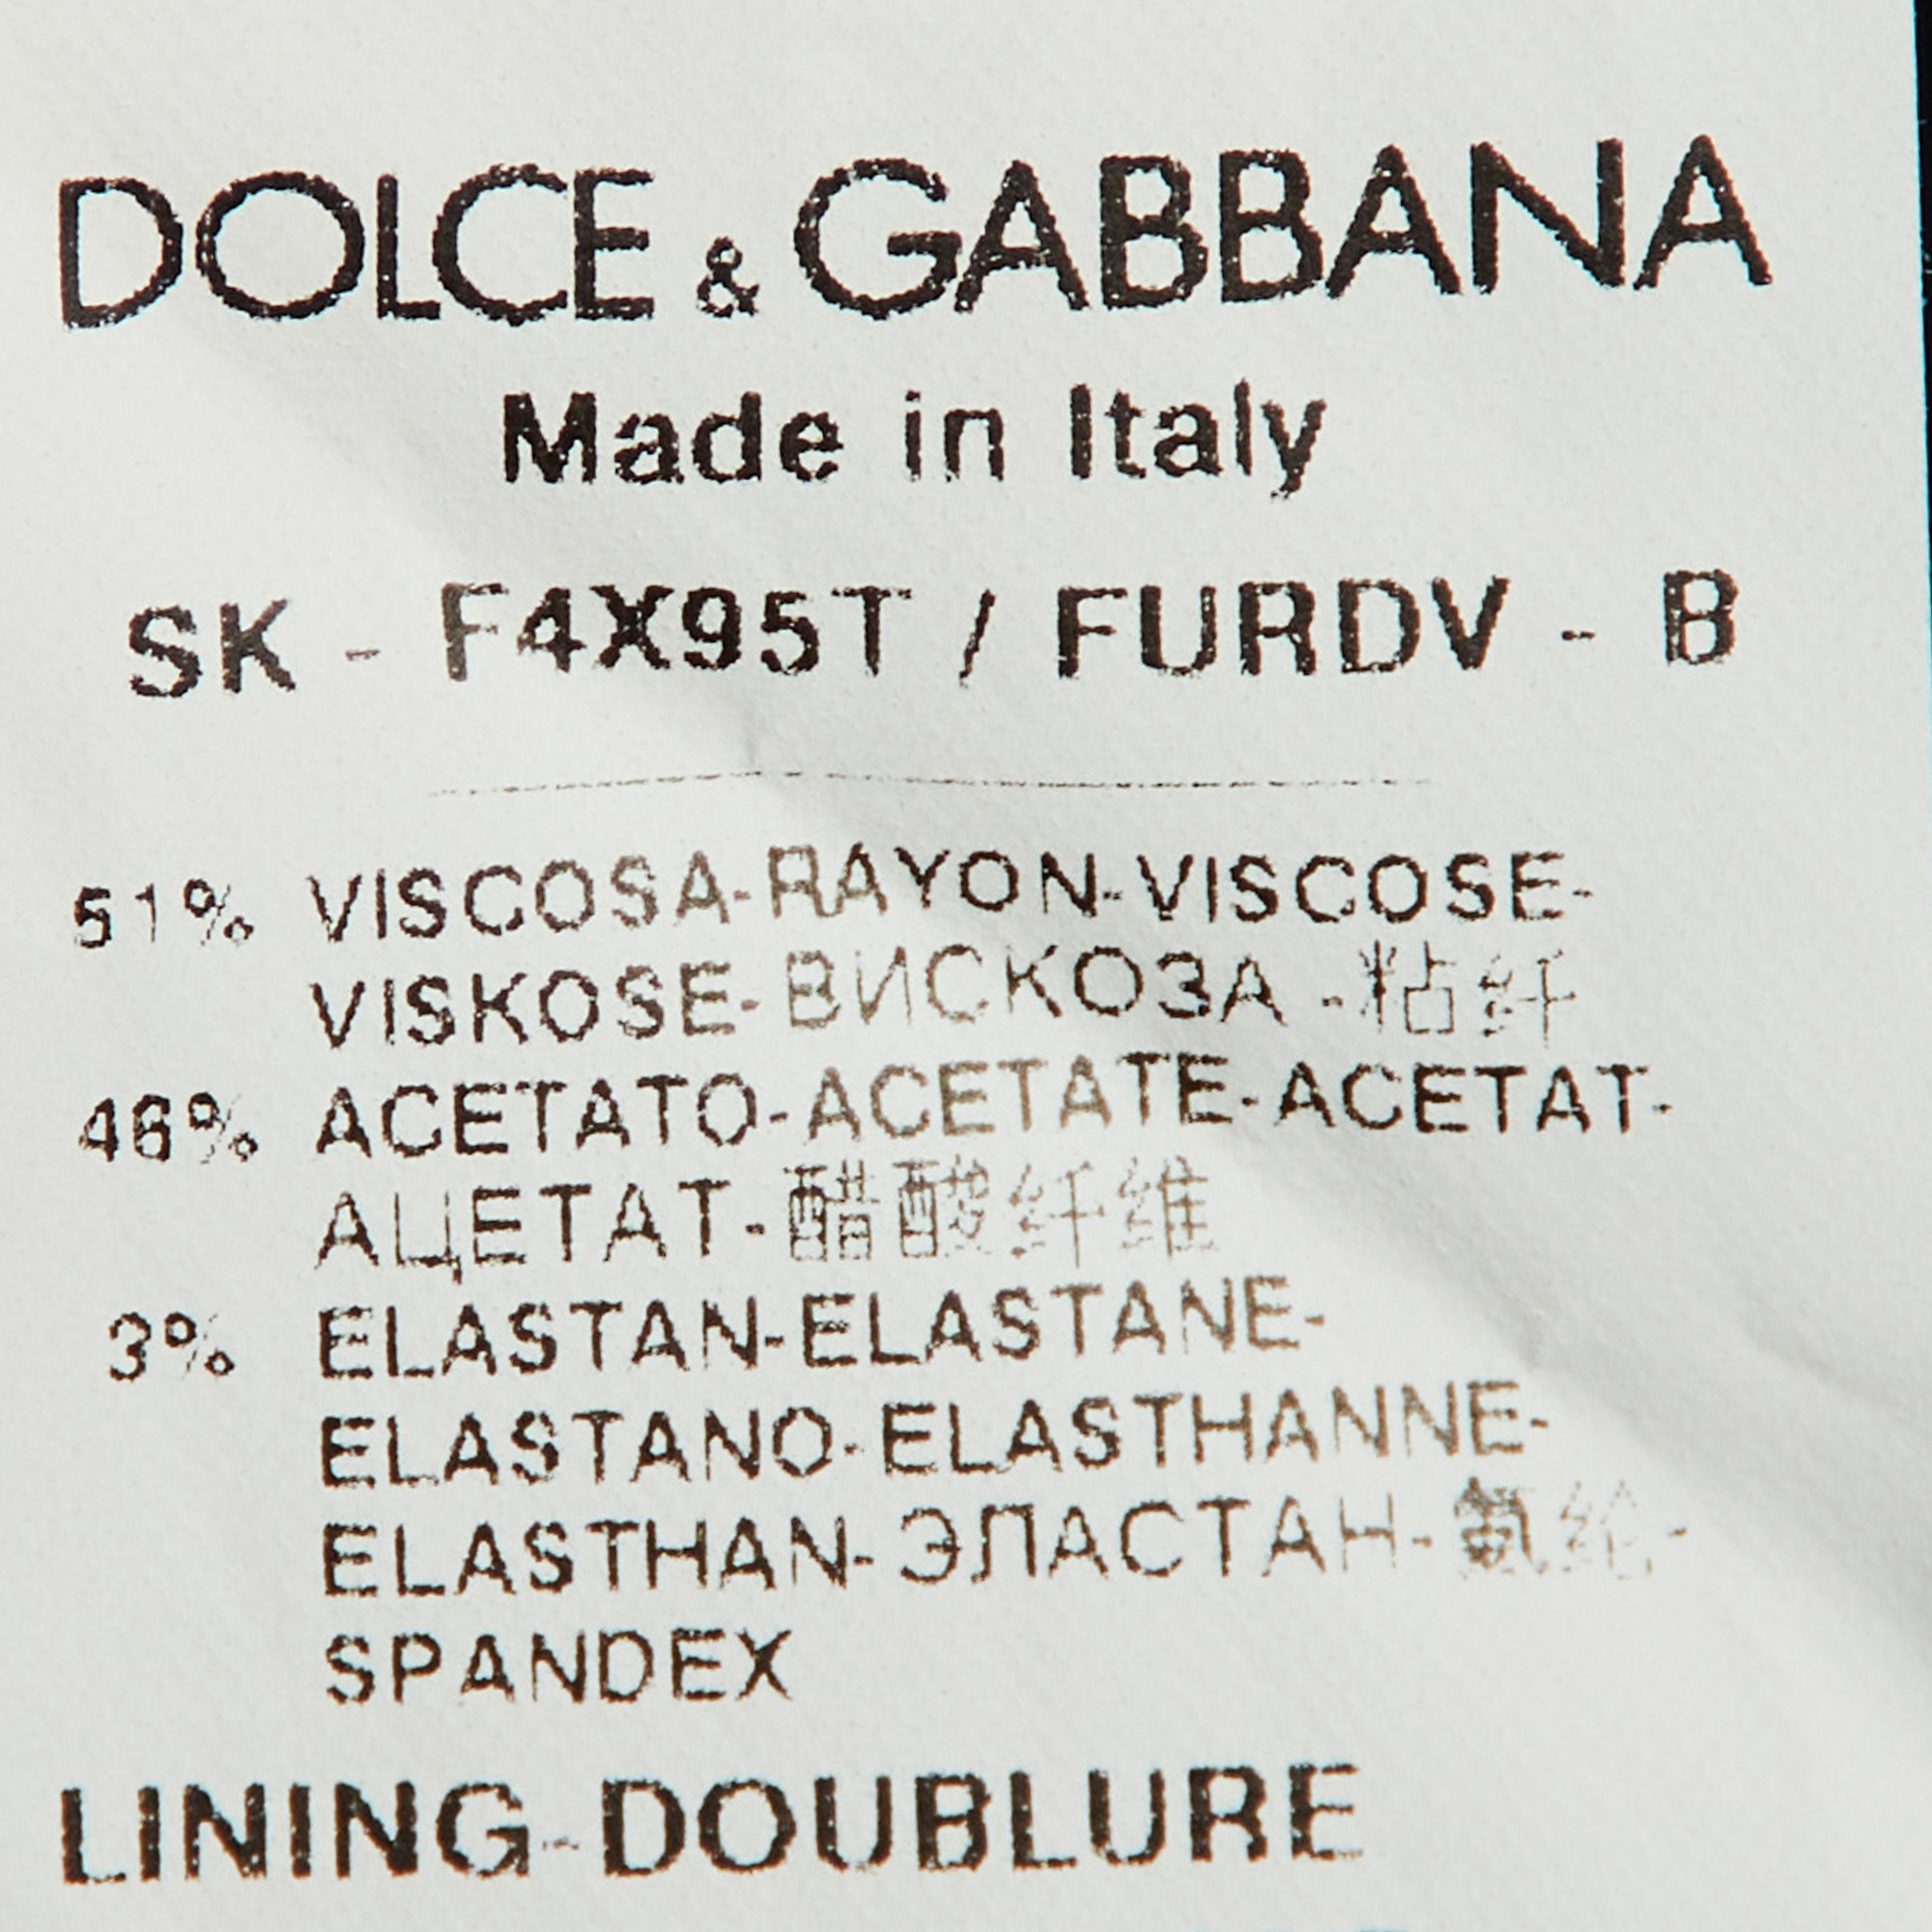 DOLCE & GABBANA
Made in Italy
SK - F4X95T / FURDV - B
51% VISCOSA-RAYON-VISCOSE-
VISKOSE-ВИСКОЗА -粘纤
46% ACETATO-ACETATE-ACETAT-
АЦЕТАТ-醋酸纤维
3% ELASTAN-ELASTANE-
ELASTANO-ELASTHANNE-
ELASTHAN-ЭЛАСТАН-氨纶-
SPANDEX
LINING-DOUBLURE